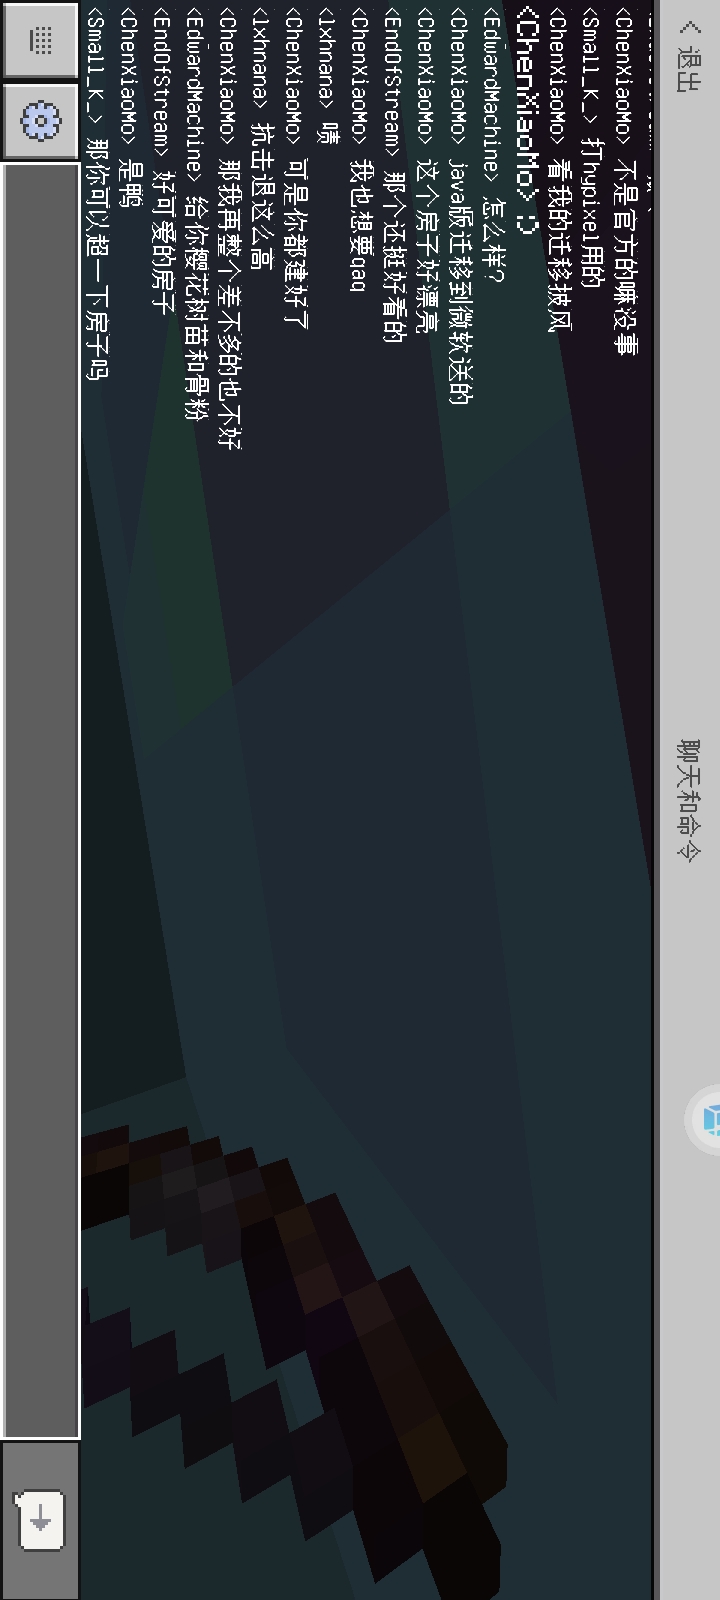 < 退出
聊天和命令
<ChenXiaoMo> 不是官方的嘛没事
<Small_K_> 打hypixel用的
<ChenXiaoMo> 看我的迁移披风
<ChenXiaoMo> :>
<EdwardMachine> 怎么样?
<ChenXiaoMo> java版迁移到微软送的
<ChenXiaoMo> 这个房子好漂亮
<EndOfStream> 那个还挺好看的
<ChenXiaoMo> 我也想要qaq
<lxhnana> 啧
<ChenXiaoMo> 可是你都建好了
<lxhnana> 抗击退这么高
<ChenXiaoMo> 那我再整个差不多的也不好
<EdwardMachine> 给你樱花树苗和骨粉
<EndOfStream> 好可爱的房子
<ChenXiaoMo> 是鸭
<Small_K_> 那你可以超一下房子吗